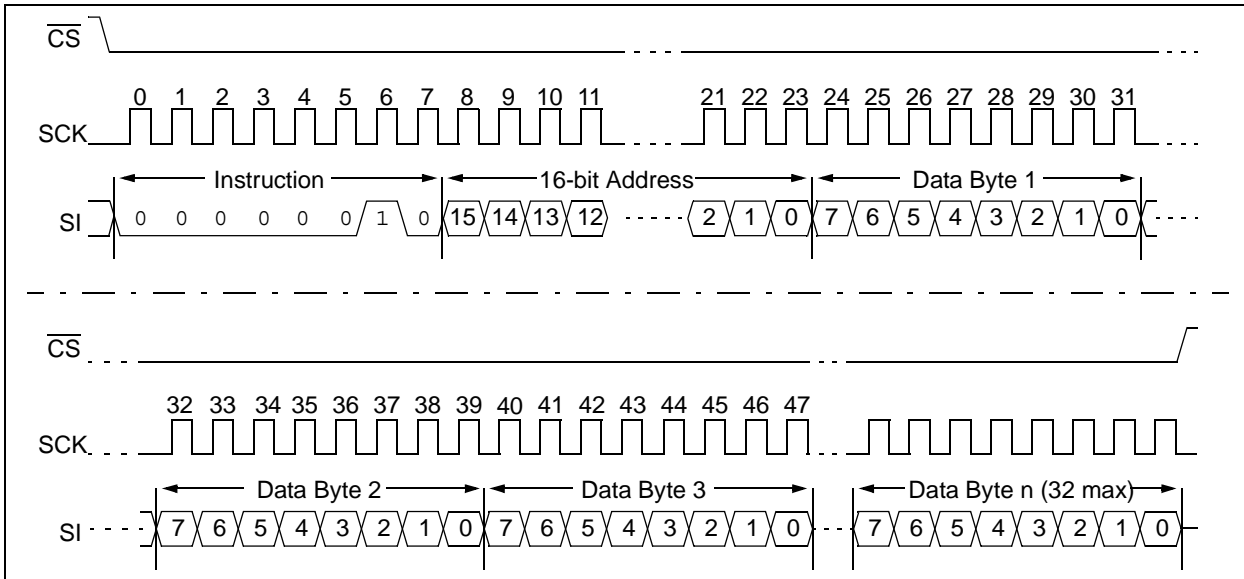 CS
0 1 2 3 4 5 6 7 8 9 10 11 21 22 23 24 25 26 27 28 29 30 31
SCK
Instruction 16-bit Address Data Byte 1
SI 0 0 0 0 0 0 1 0 15 14 13 12 2 1 0 7 6 5 4 3 2 1 0
CS
32 33 34 35 36 37 38 39 40 41 42 43 44 45 46 47
SCK
Data Byte 2 Data Byte 3 Data Byte n (32 max)
SI 7 6 5 4 3 2 1 0 7 6 5 4 3 2 1 0 7 6 5 4 3 2 1 0